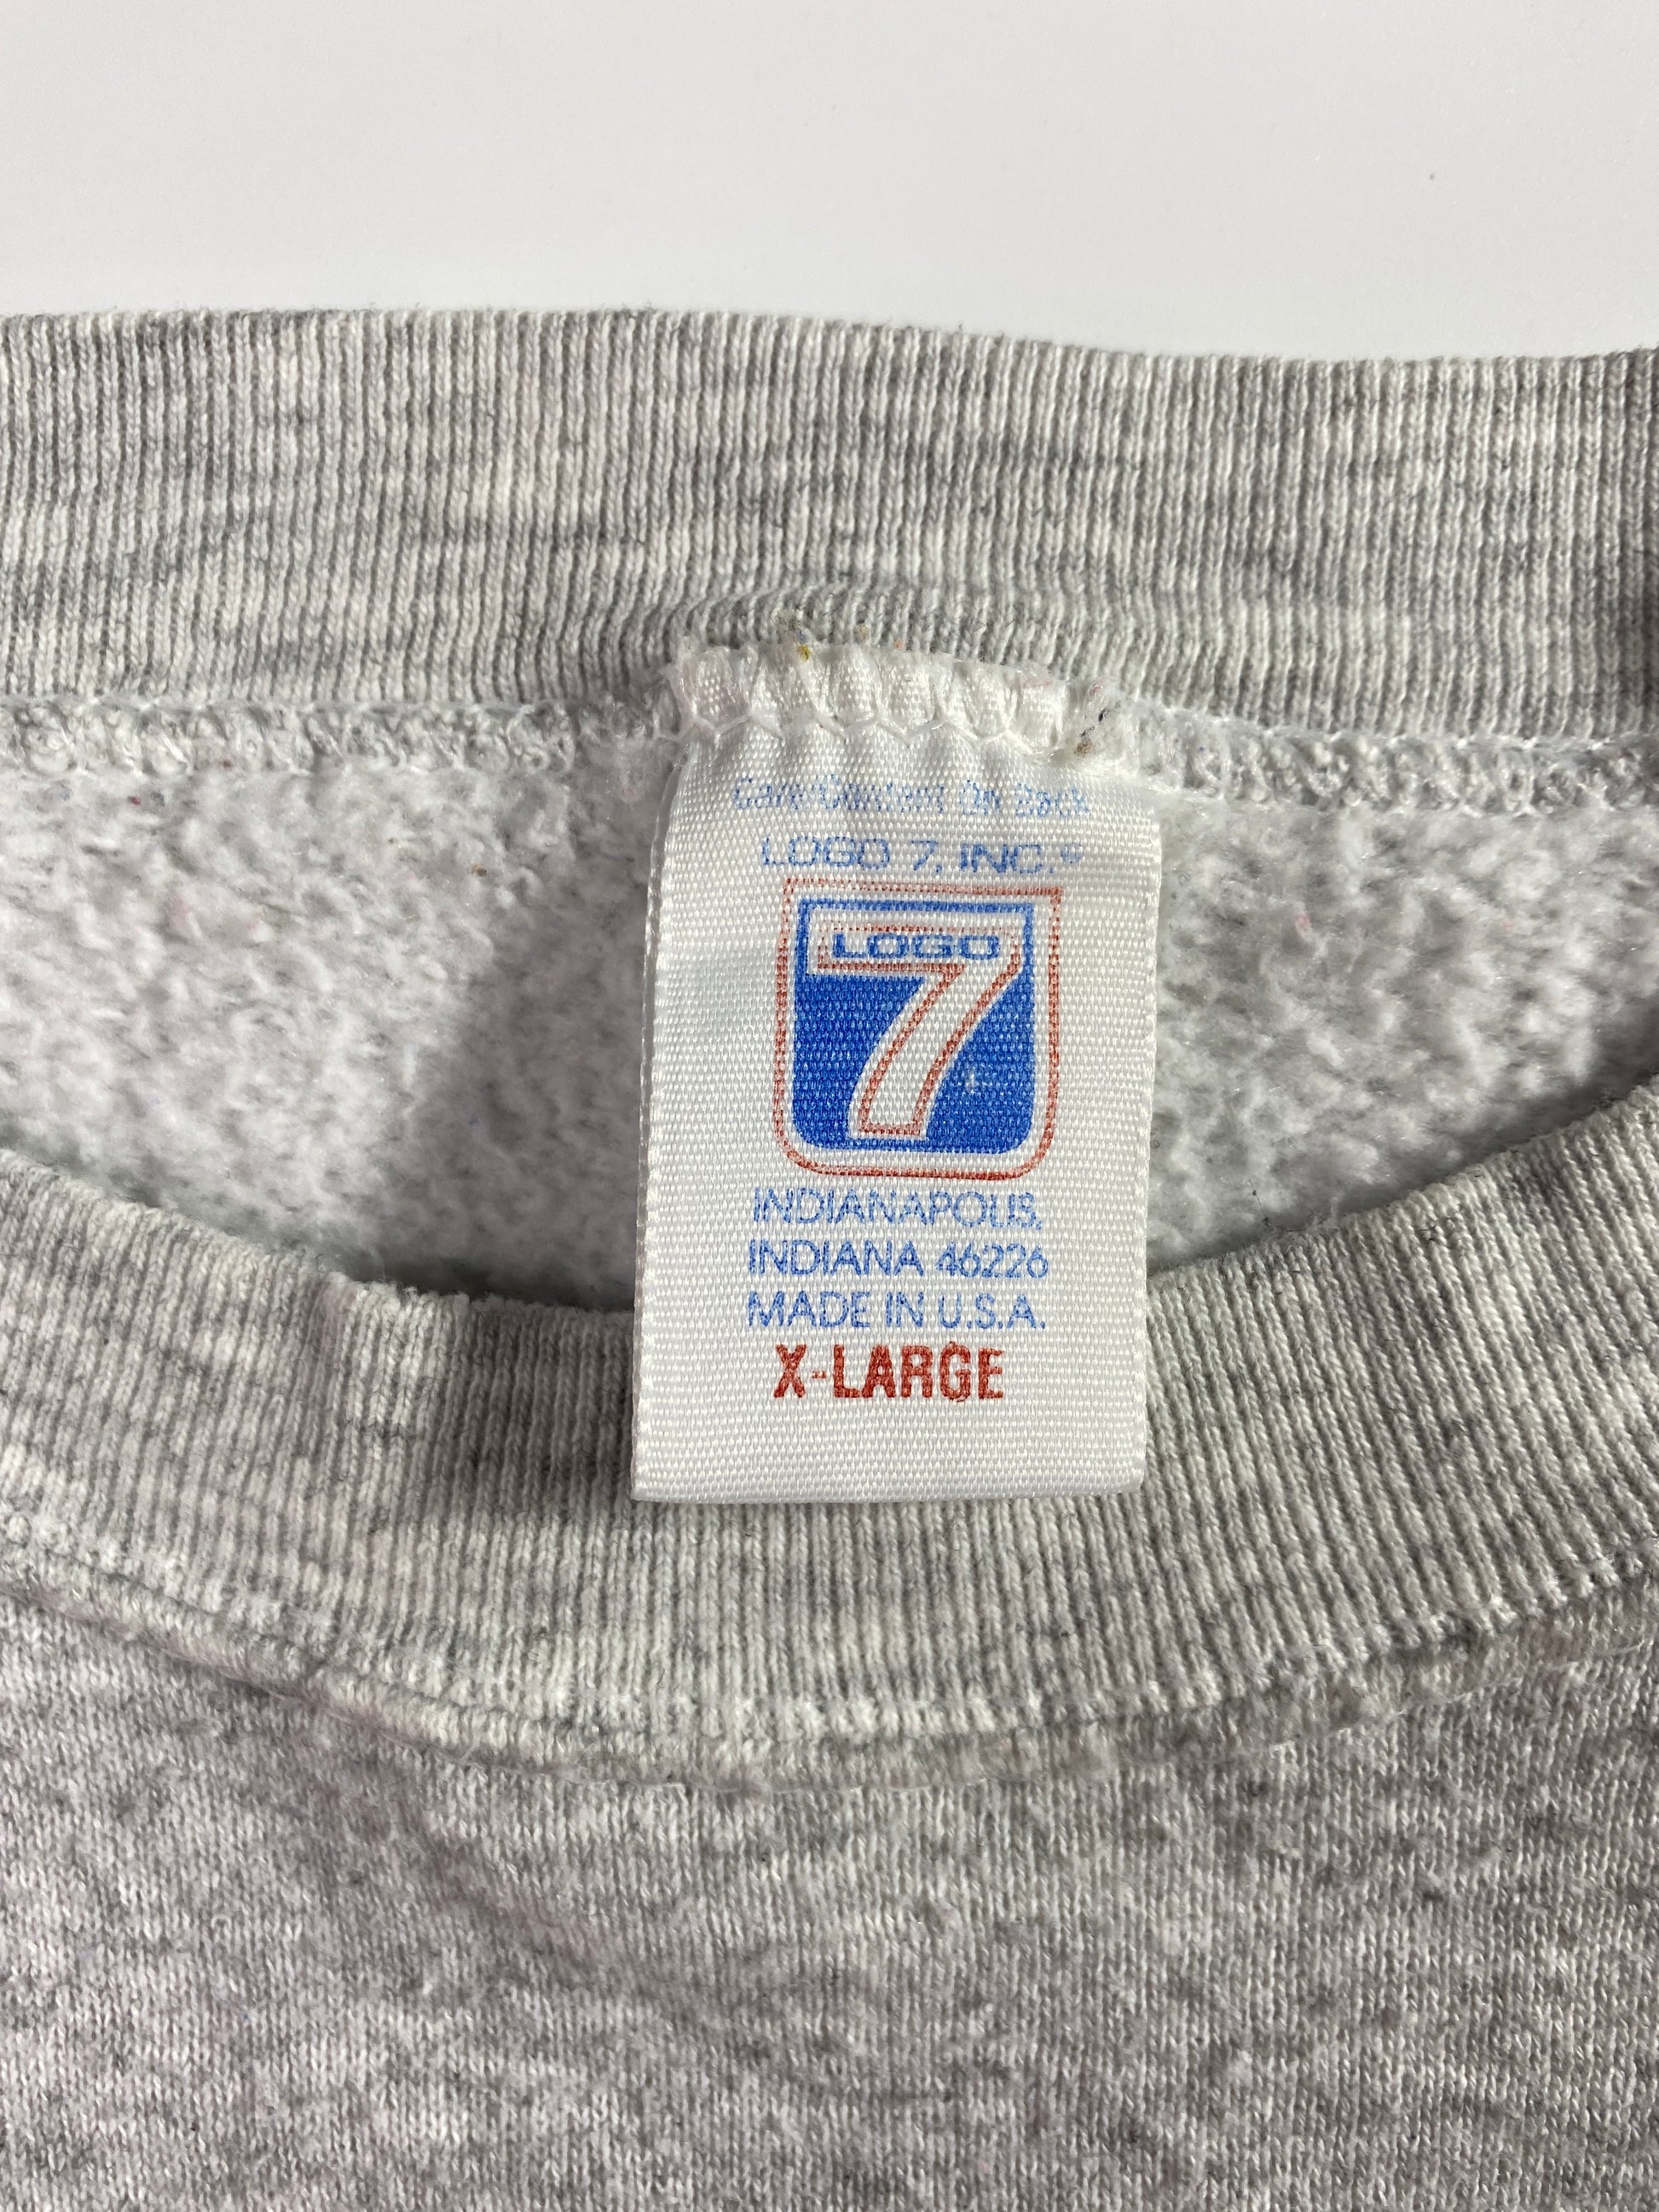 Care/Content On Back
LOGO 7, INC.®
LOGO
7
INDIANAPOLIS,
INDIANA 46226
MADE IN U.S.A.
X-LARGE